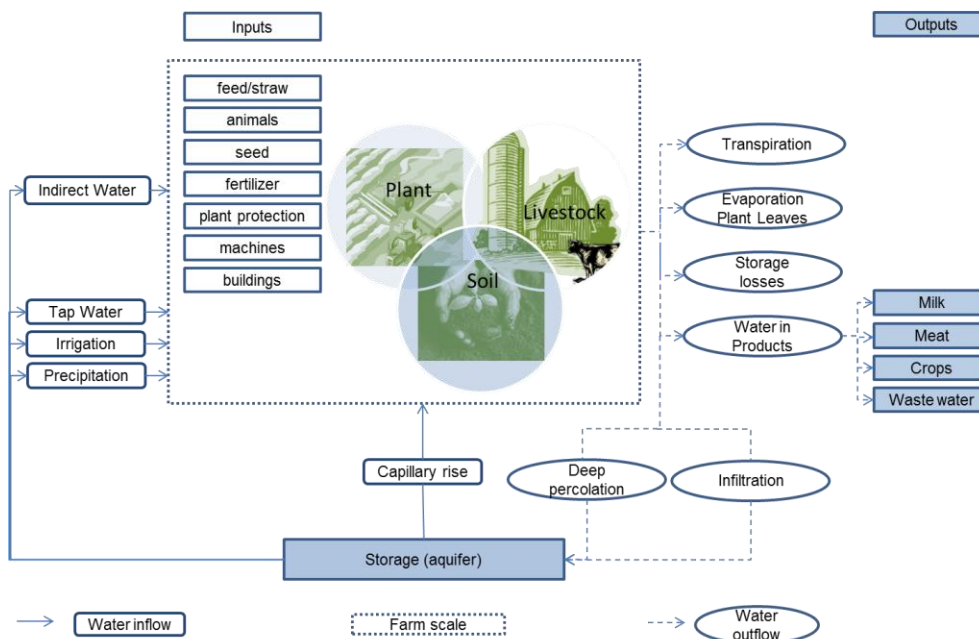 Inputs
Outputs
feed/straw
animals
seed
fertilizer
plant protection
machines
buildings
Plant
Livestock
Soil
Indirect Water
Tap Water
Irrigation
Precipitation
Transpiration
Evaporation
Plant Leaves
Storage
losses
Water in
Products
Milk
Meat
Crops
Waste water
Capillary rise
Deep
percolation
Infiltration
Storage (aquifer)
Water inflow
Farm scale
Water
outflow